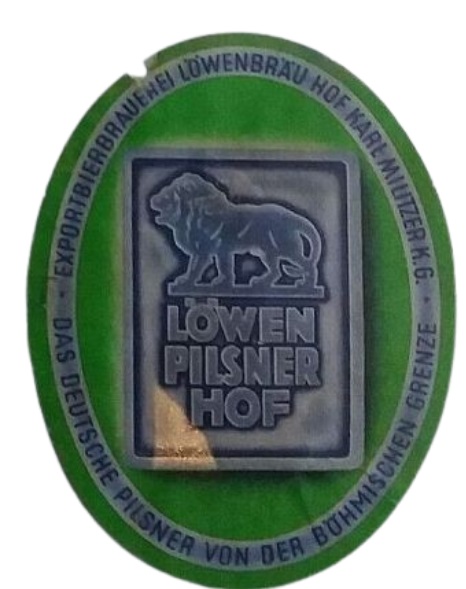 EXPORTBIERBRAUEREI LÖWENBRÄU HOF KARL MILITZER K.G.
LÖWEN
PILSNER
HOF
DAS DEUTSCHE PILSNER VON DER BÖHMISCHEN GRENZE